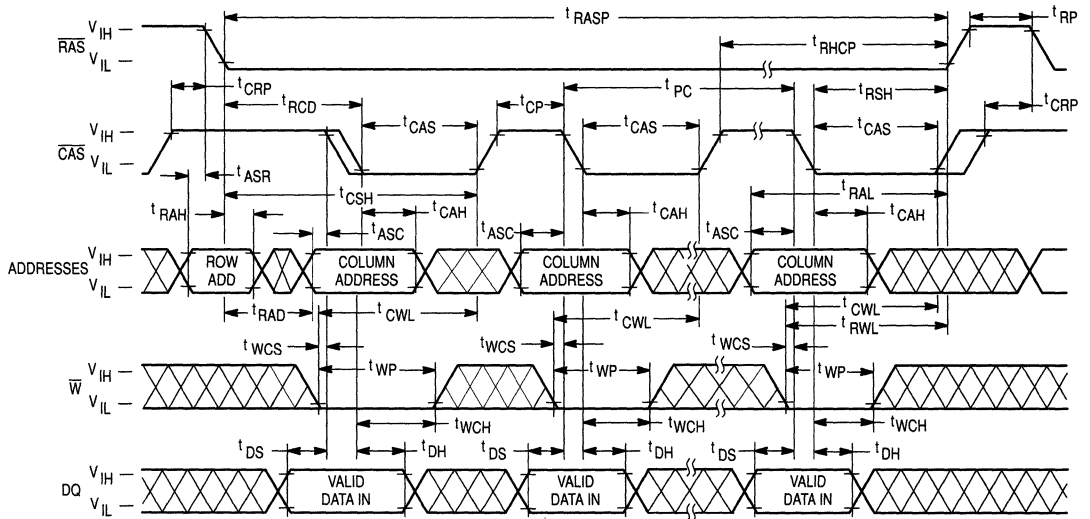 t RASP
t RP
RAS
V IH
V IL
t RHCP
t CRP
t RCD
t CP
t PC
t RSH
t CRP
CAS
V IH
V IL
t CAS
t CAS
t CAS
t ASR
t CSH
t RAL
t RAH
t CAH
t CAH
t CAH
t ASC
t ASC
t ASC
ADDRESSES
V IH
V IL
ROW ADD
COLUMN ADDRESS
COLUMN ADDRESS
COLUMN ADDRESS
t RAD
t CWL
t CWL
t CWL
t RWL
t WCS
t WCS
t WCS
W
V IH
V IL
t WP
t WP
t WP
t WCH
t WCH
t WCH
t DS
t DH
t DS
t DH
t DS
t DH
DQ
V IH
V IL
VALID DATA IN
VALID DATA IN
VALID DATA IN